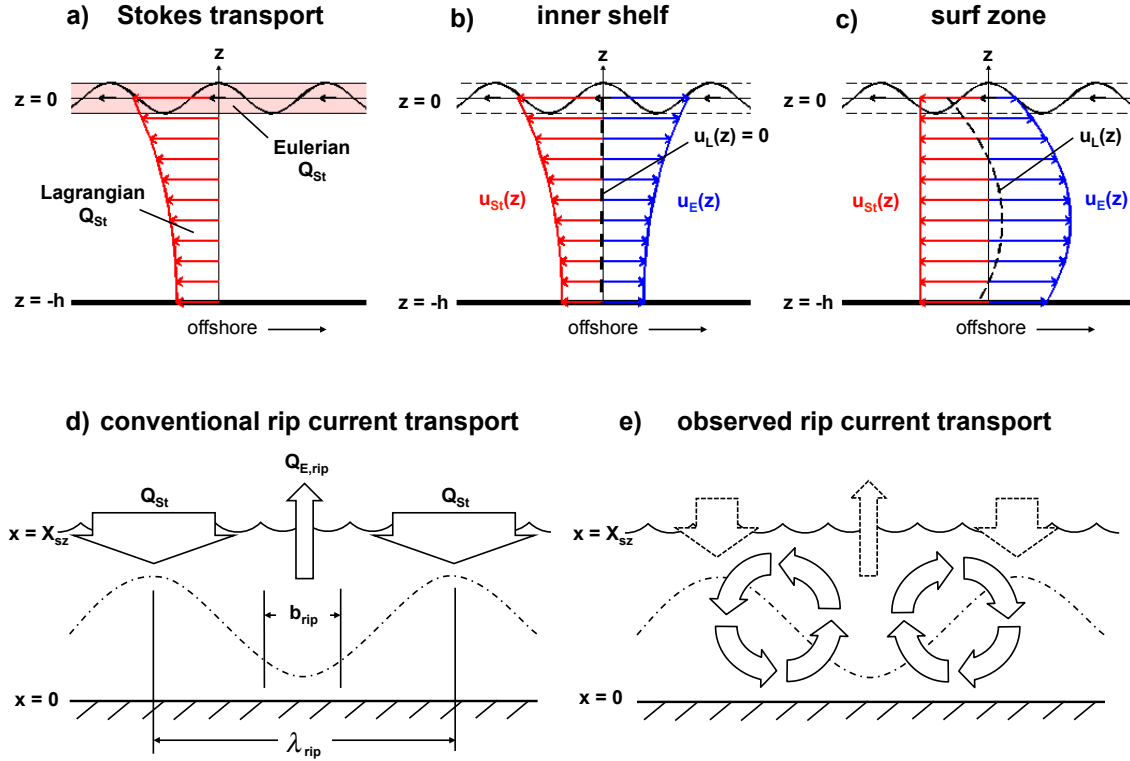 a) Stokes transport
z
z = 0
Eulerian
Q_St
Lagrangian
Q_St
z = -h
offshore
b) inner shelf
z
z = 0
u_L(z) = 0
u_St(z)
u_E(z)
z = -h
offshore
c) surf zone
z
z = 0
u_L(z)
u_St(z)
u_E(z)
z = -h
offshore
d) conventional rip current transport
Q_E,rip
Q_St
Q_St
x = X_sz
b_rip
x = 0
λ_rip
e) observed rip current transport
x = X_sz
x = 0